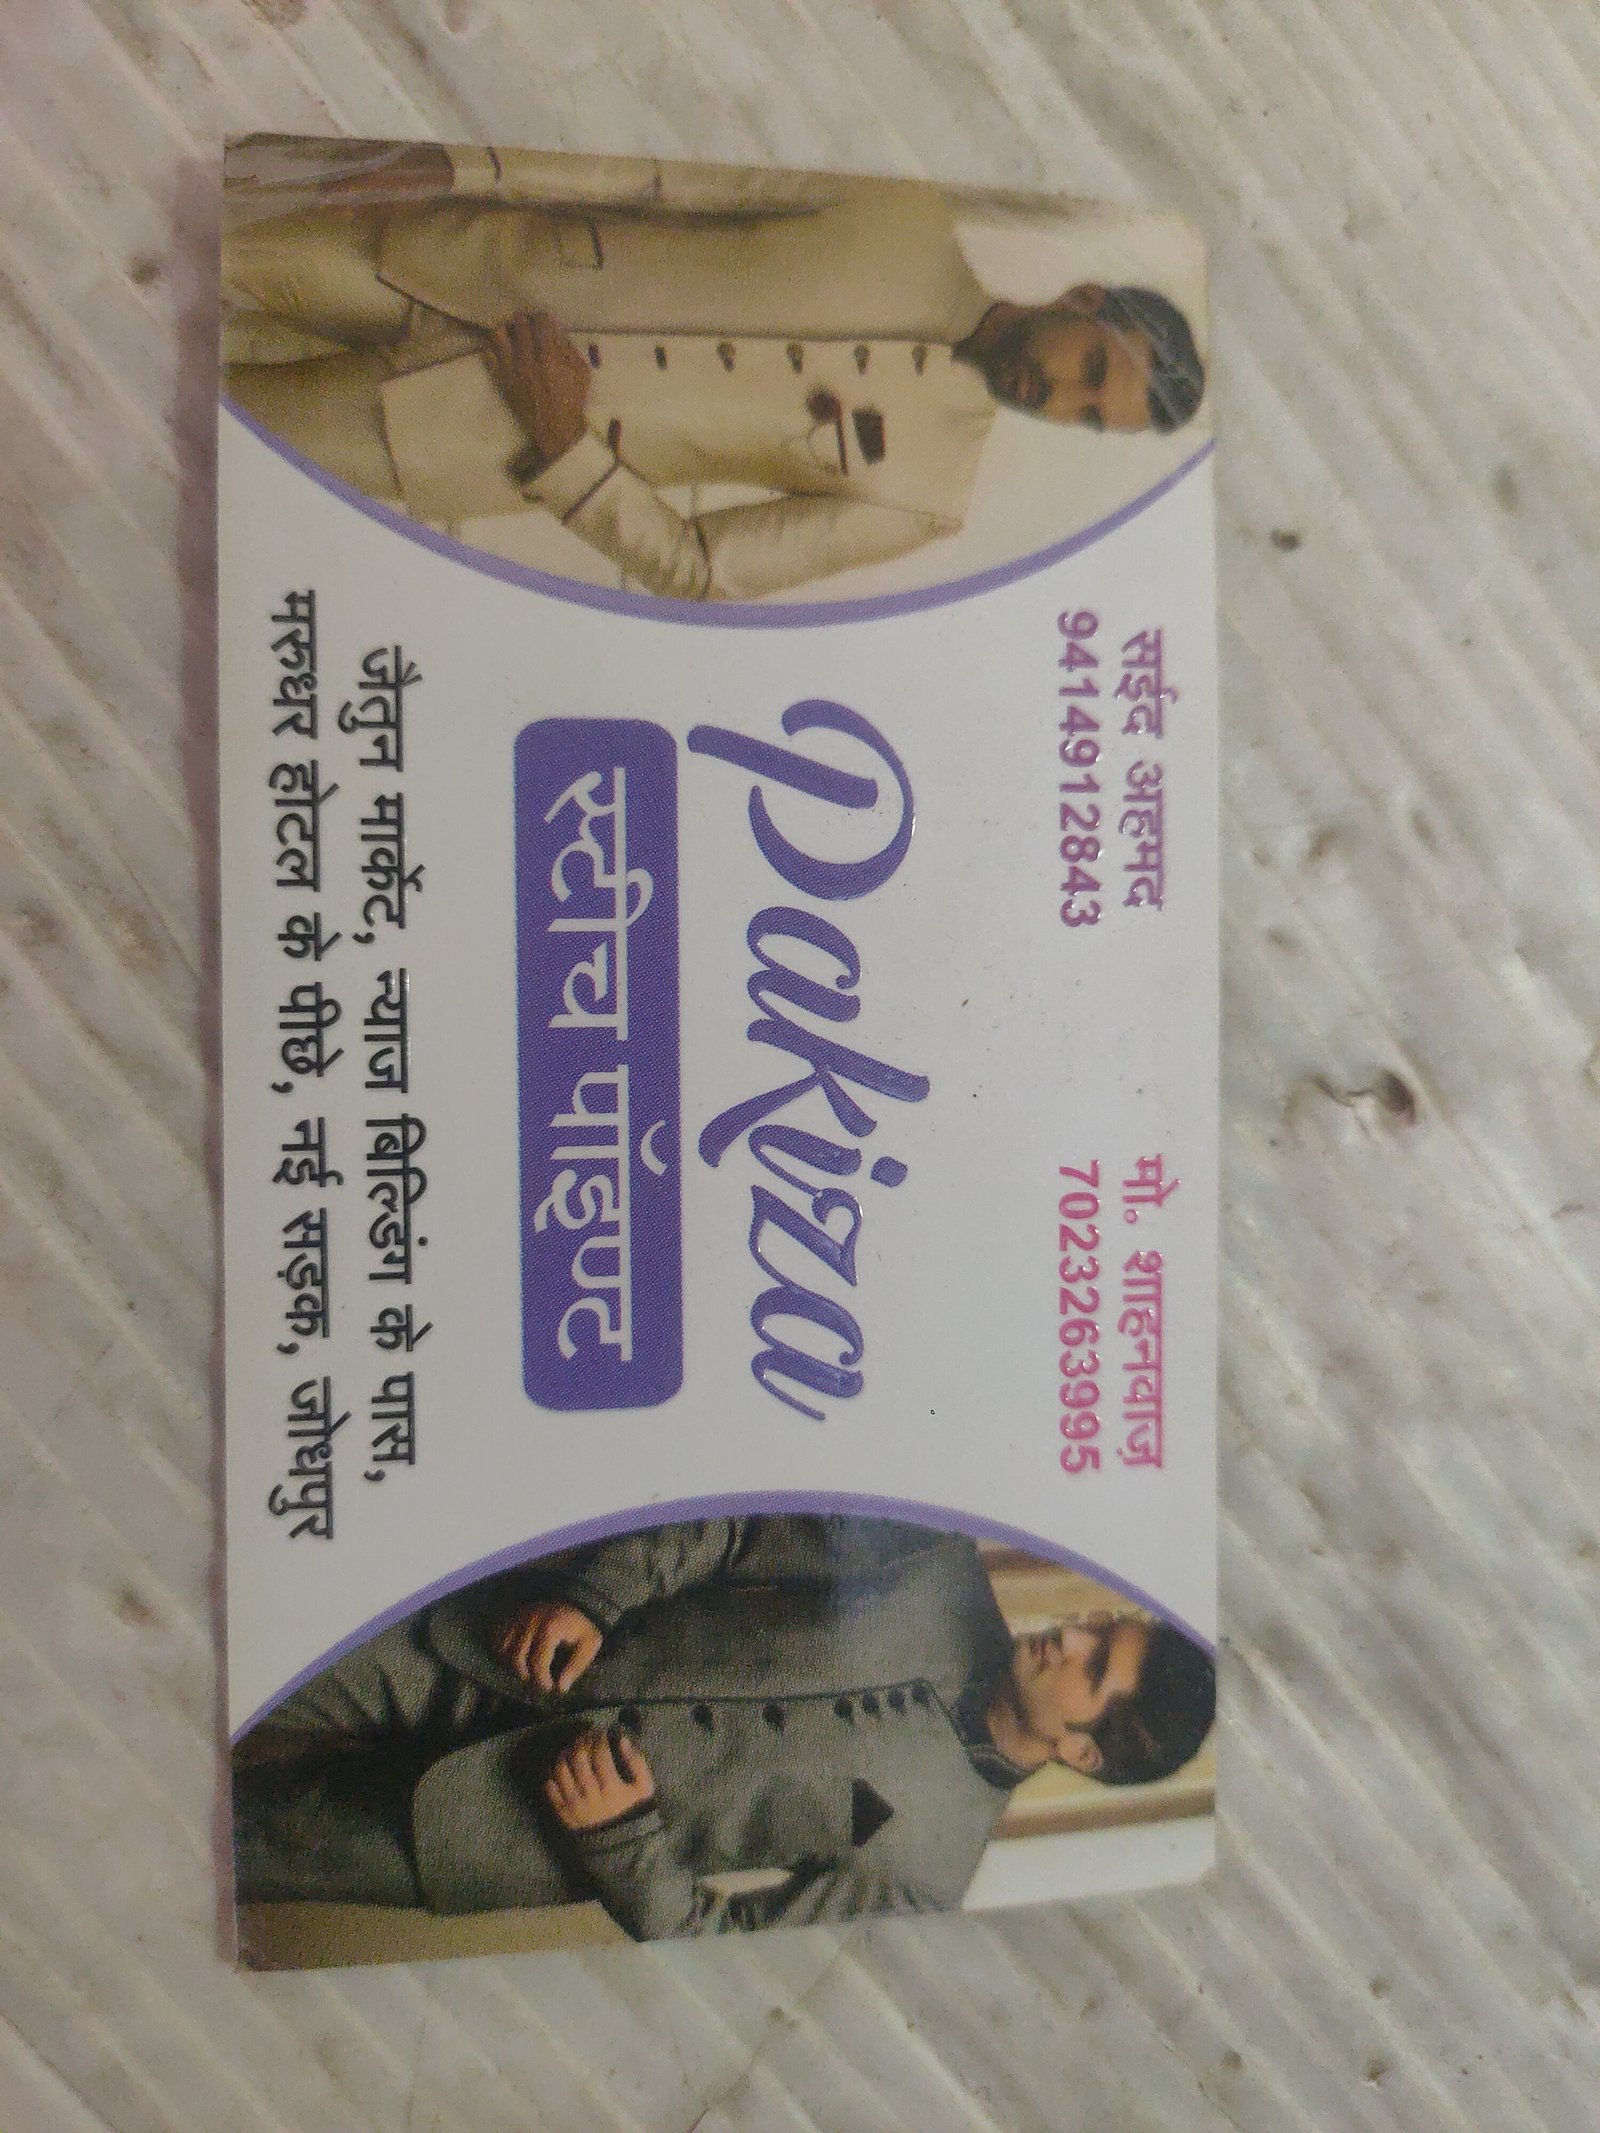 सईद अहमद
9414912843
मो. शाहनवाज़
7023263995
Pakiza
स्टीच पॉइण्ट
जैतुन मार्केट, न्याज बिल्डिंग के पास,
मरुधर होटल के पीछे, नई सड़क, जोधपुर